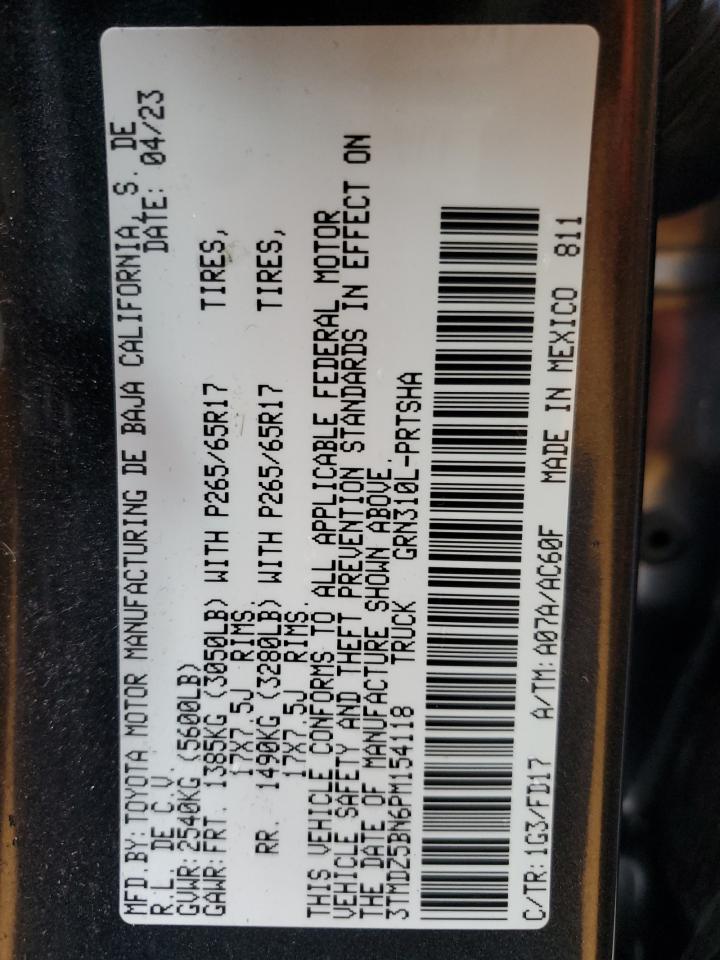 MFD.BY:TOYOTA MOTOR MANUFACTURING DE BAJA CALIFORNIA, S. DE
R.L. DE C.V. DATE: 04/23
GVWR:2540KG (5600LB)
GAWR:FRT. 1385KG (3050LB) WITH P265/65R17 TIRES,
17X7.5J RIMS.
RR. 1490KG (3280LB) WITH P265/65R17 TIRES,
17X7.5J RIMS.
THIS VEHICLE CONFORMS TO ALL APPLICABLE FEDERAL MOTOR
VEHICLE SAFETY AND THEFT PREVENTION STANDARDS IN EFFECT ON
THE DATE OF MANUFACTURE SHOWN ABOVE.
3TMDZ5BN6PM154118 TRUCK GRN310L-PRTSHA
C/TR:1G3/FD17 A/TM:A07A/AC60F MADE IN MEXICO 811